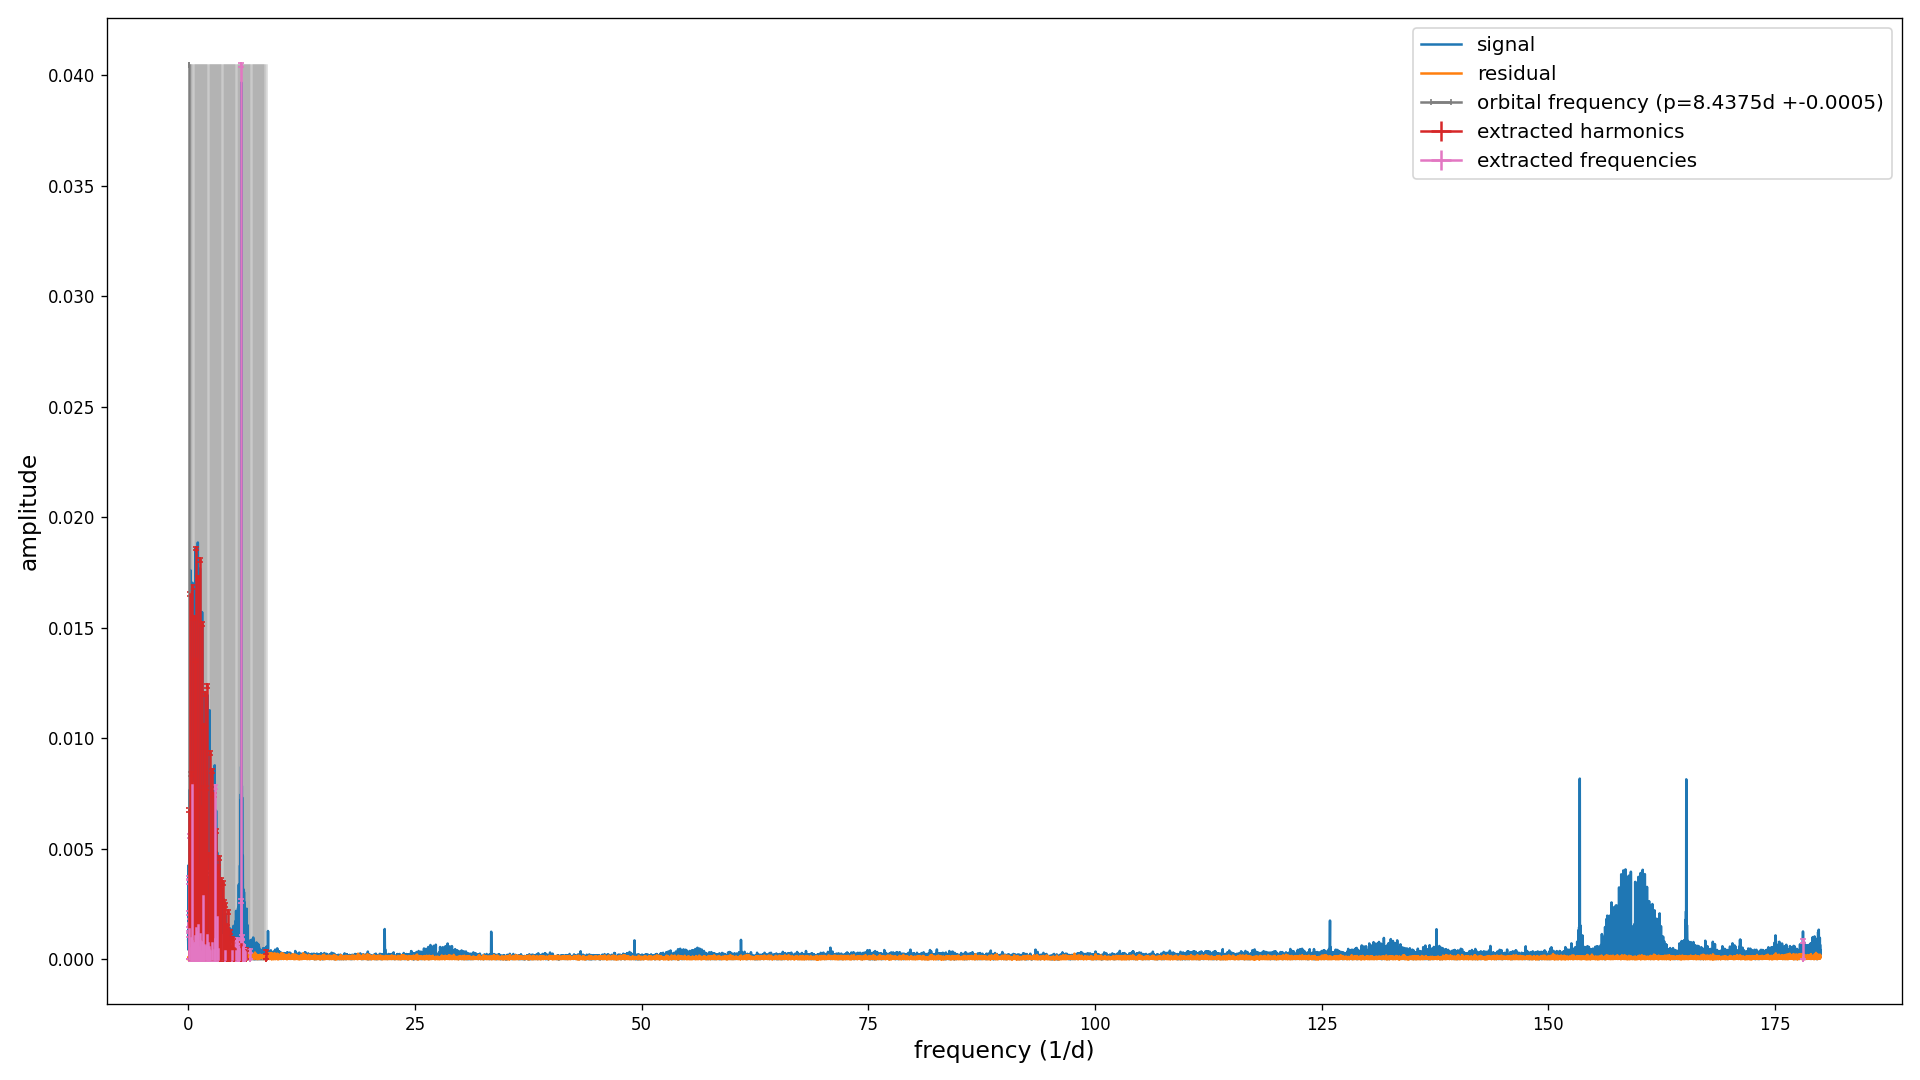 signal
residual
orbital frequency (p=8.4375d +-0.0005)
extracted harmonics
extracted frequencies
amplitude
0.040
0.035
0.030
0.025
0.020
0.015
0.010
0.005
0.000
0 25 50 75 100 125 150 175
frequency (1/d)